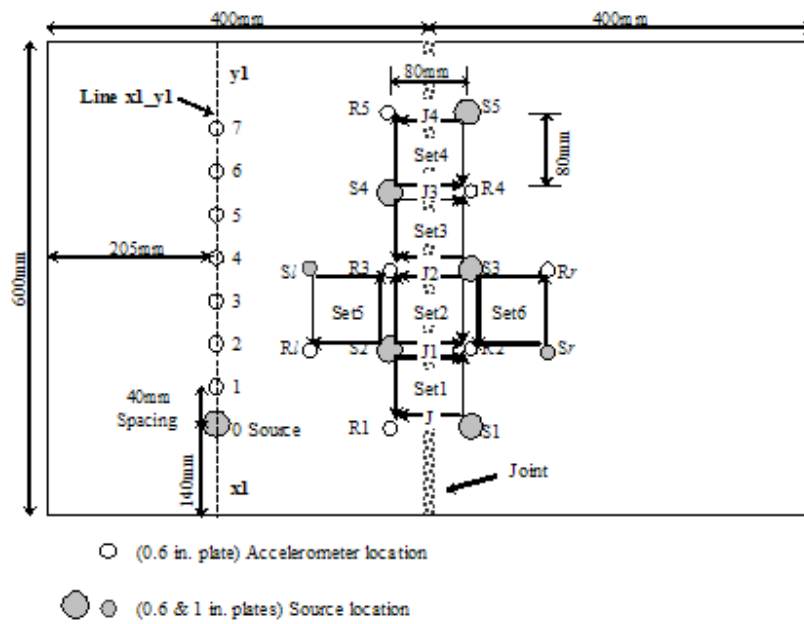 400mm 400mm
y1
80mm
Line x1_y1
R5 J4 S5
7
Set4
80mm
6
S4 J3 R4
5
Set3
205mm
4
Sl R3 J2 S3 Rr
600mm
3
Set5 Set2 Set6
2
Rl S2 J1 R2 Sr
1
40mm
Spacing
Set1
0 Source
R1 J S1
140mm
x1
Joint
(0.6 in. plate) Accelerometer location
(0.6 & 1 in. plates) Source location